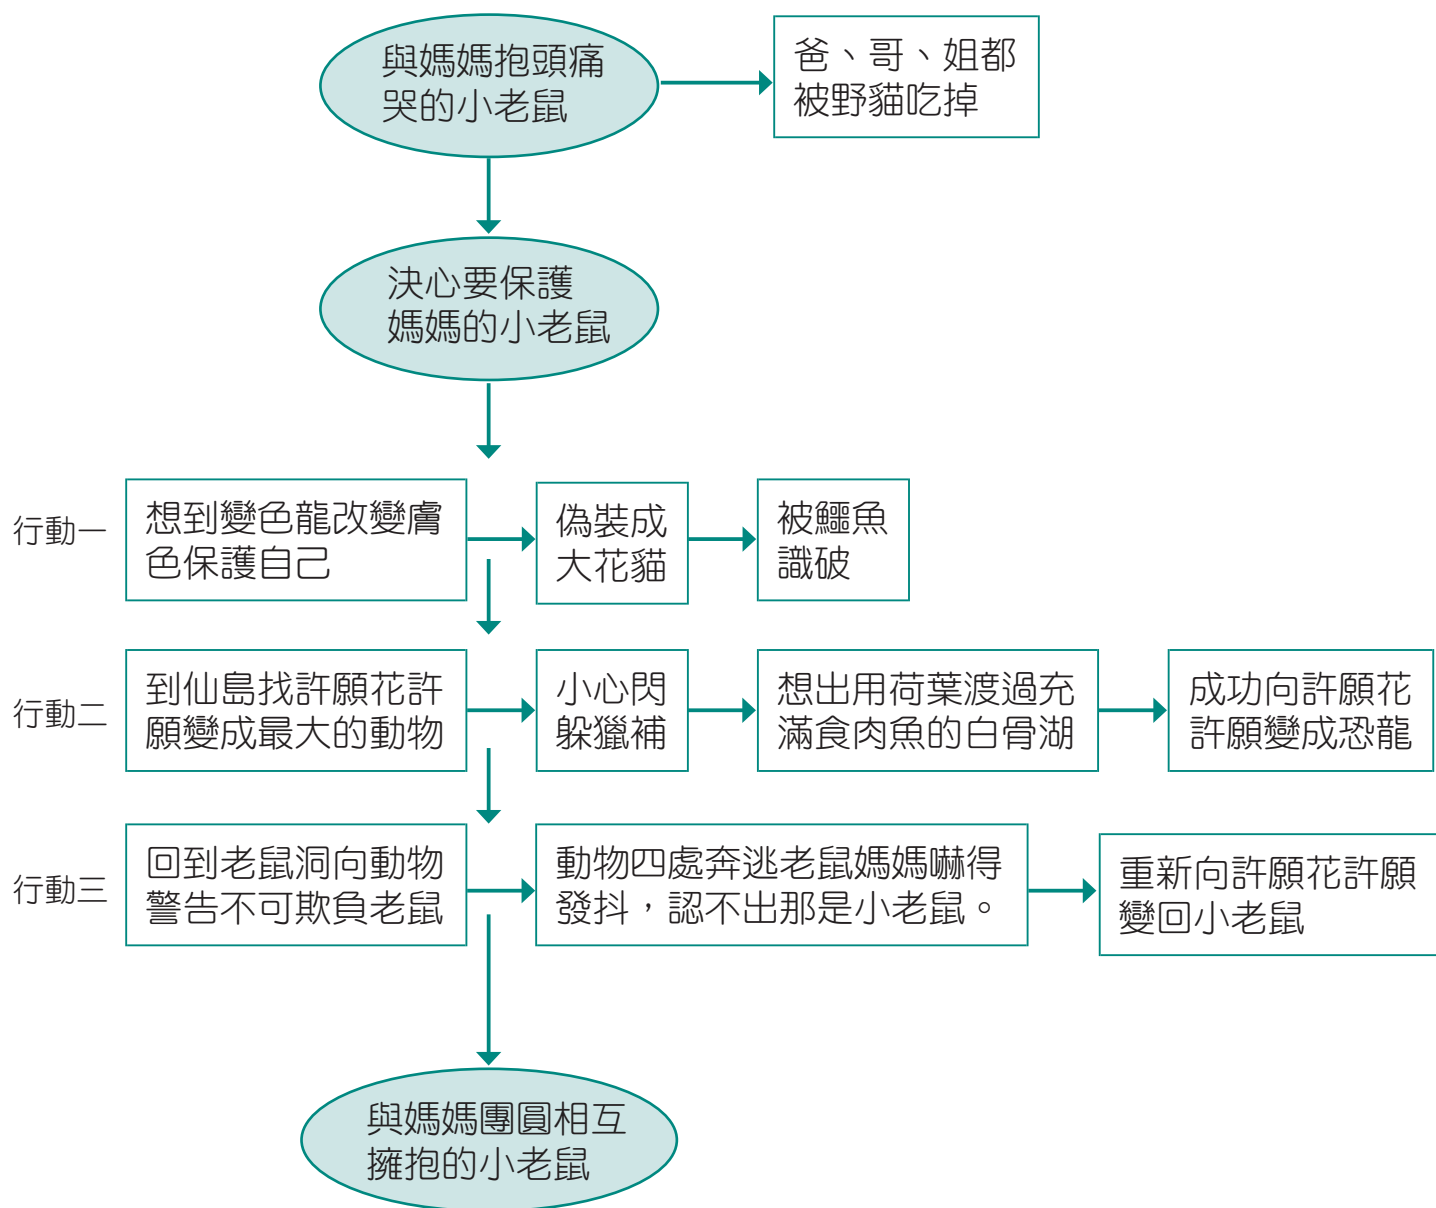 與媽媽抱頭痛
哭的小老鼠
爸、哥、姐都
被野貓吃掉
決心要保護
媽媽的小老鼠
行動一
想到變色龍改變膚
色保護自己
偽裝成
大花貓
被鱷魚
識破
行動二
到仙島找許願花許
願變成最大的動物
小心閃
躲獵補
想出用荷葉渡過充
滿食肉魚的白骨湖
成功向許願花
許願變成恐龍
行動三
回到老鼠洞向動物
警告不可欺負老鼠
動物四處奔逃老鼠媽媽嚇得
發抖，認不出那是小老鼠。
重新向許願花許願
變回小老鼠
與媽媽團圓相互
擁抱的小老鼠